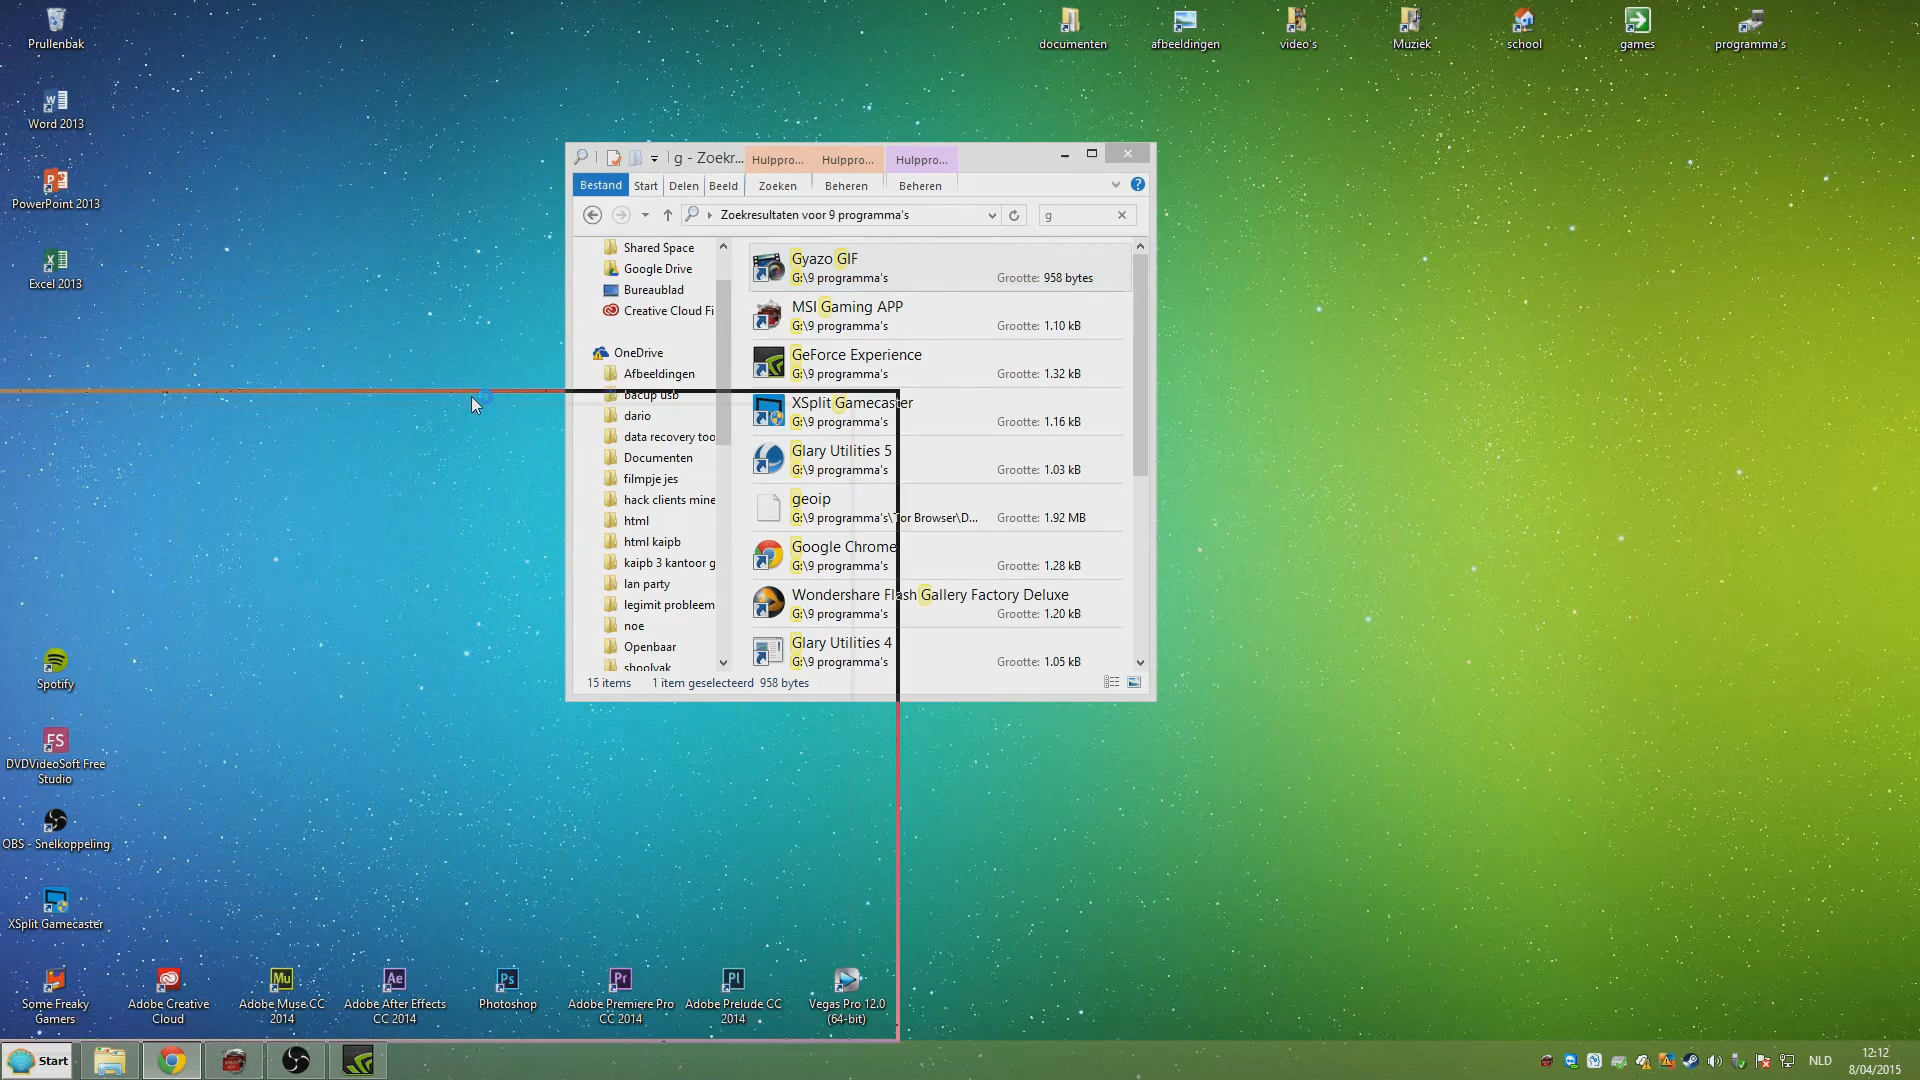 Prullenbak
documenten
afbeeldingen
video's
Muziek
school
games
programma's
Word 2013
PowerPoint 2013
Excel 2013
Spotify
DVDVideoSoft Free
Studio
OBS - Snelkoppeling
XSplit Gamecaster
g - Zoekr...
Hulppro...
Hulppro...
Hulppro...
Bestand
Start
Delen
Beeld
Zoeken
Beheren
Beheren
Zoekresultaten voor 9 programma's
g
Shared Space
Google Drive
Bureaublad
Creative Cloud Fi
OneDrive
Afbeeldingen
bacup usb
dario
data recovery too
Documenten
filmpje jes
hack clients mine
html
html kaipb
kaipb 3 kantoor g
lan party
legimit probleem
noe
Openbaar
shoolvak
Gyazo GIF
G:\9 programma's Grootte: 958 bytes
MSI Gaming APP
G:\9 programma's Grootte: 1.10 kB
GeForce Experience
G:\9 programma's Grootte: 1.32 kB
XSplit Gamecaster
G:\9 programma's Grootte: 1.16 kB
Glary Utilities 5
G:\9 programma's Grootte: 1.03 kB
geoip
G:\9 programma's\Tor Browser\D... Grootte: 1.92 MB
Google Chrome
G:\9 programma's Grootte: 1.28 kB
Wondershare Flash Gallery Factory Deluxe
G:\9 programma's Grootte: 1.20 kB
Glary Utilities 4
G:\9 programma's Grootte: 1.05 kB
15 items 1 item geselecteerd 958 bytes
Some Freaky
Gamers
Adobe Creative
Cloud
Mu
Adobe Muse CC
2014
Ae
Adobe After Effects
CC 2014
Ps
Photoshop
Pr
Adobe Premiere Pro
CC 2014
Pl
Adobe Prelude CC
2014
Vegas Pro 12.0
(64-bit)
FS
Start
NLD
12:12
8/04/2015